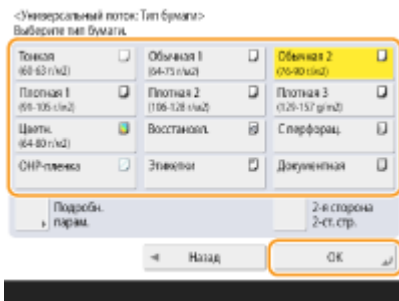 <Универсальный лоток: Тип бумаги>
Выберите тип бумаги.
Тонкая
(60-63 г/м2)
Обычная 1
(64-75 г/м2)
Обычная 2
(76-90 г/м2)
Плотная 1
(91-105 г/м2)
Плотная 2
(106-128 г/м2)
Плотная 3
(129-157 g/m2)
Цветн.
(64-80 г/м2)
Восстановл.
С перфорац.
OHP-пленка
Этикетки
Документная
Подробн.
парам.
2-я сторона
2-ст. стр.
Назад
OK